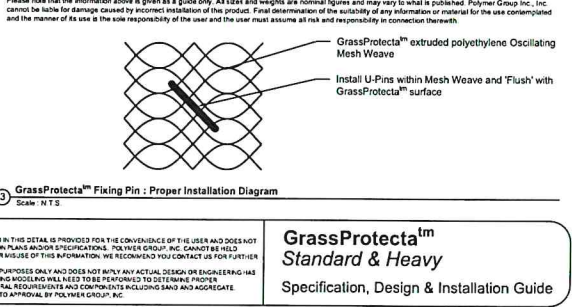 Please note that the information above is given as a guide only. All sizes and weights are nominal figures and may vary to what is published. Polymer Group Inc., Inc.
cannot be liable for damage caused by incorrect installation of this product. Final determination of the suitability of any information or material for the use contemplated
and the manner of its use is the sole responsibility of the user and the user must assume all risk and responsibility in connection therewith.
GrassProtecta™ extruded polyethylene Oscillating
Mesh Weave
Install U-Pins within Mesh Weave and 'Flush' with
GrassProtecta™ surface
3 GrassProtecta™ Fixing Pin : Proper Installation Diagram
Scale : N.T.S.
IN THIS DETAIL IS PROVIDED FOR THE CONVENIENCE OF THE USER AND DOES NOT
PLANS AND/OR SPECIFICATIONS. POLYMER GROUP, INC. CANNOT BE HELD
MISUSE OF THIS INFORMATION. WE RECOMMEND YOU CONTACT US FOR FURTHER
PURPOSES ONLY AND DOES NOT IMPLY ANY ACTUAL DESIGN OR ENGINEERING HAS
MODELING WILL NEED TO BE PERFORMED TO DETERMINE PROPER
REQUIREMENTS AND COMPONENTS INCLUDING SAND AND AGGREGATE.
TO APPROVAL BY POLYMER GROUP, INC.
GrassProtecta™
Standard & Heavy
Specification, Design & Installation Guide